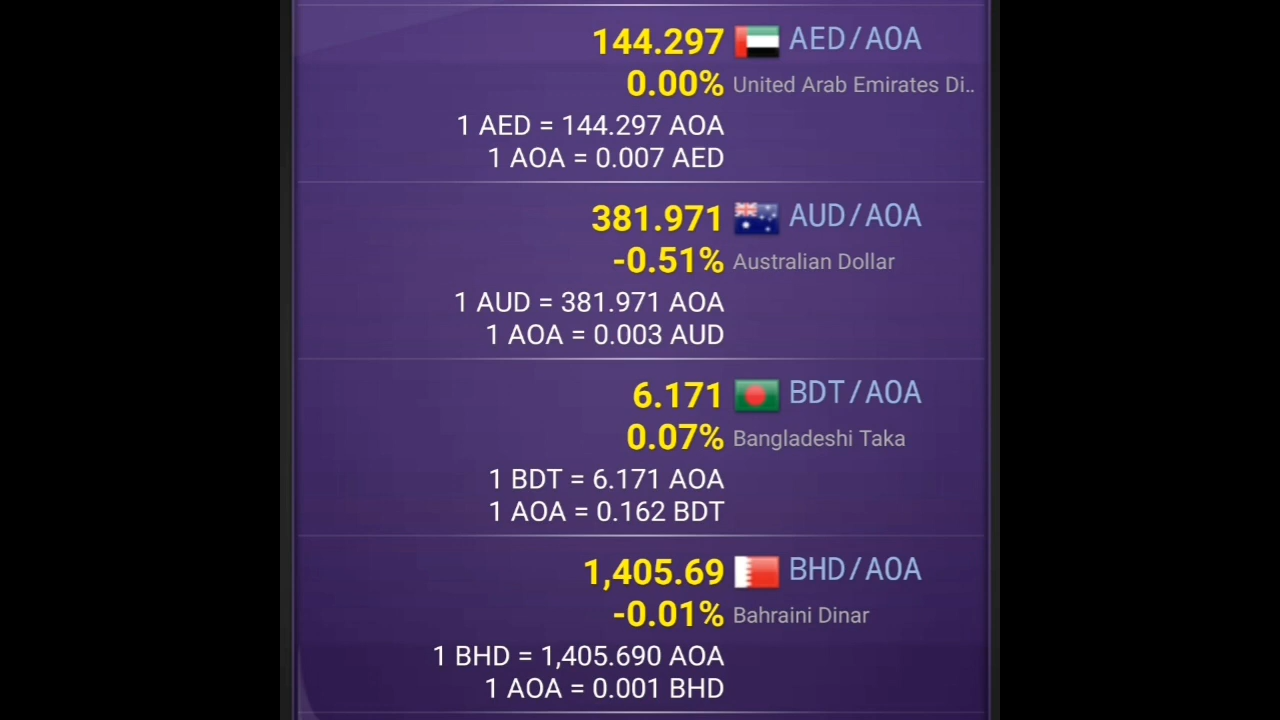 144.297 AED/AOA
0.00% United Arab Emirates Di..
1 AED = 144.297 AOA
1 AOA = 0.007 AED
381.971 AUD/AOA
-0.51% Australian Dollar
1 AUD = 381.971 AOA
1 AOA = 0.003 AUD
6.171 BDT/AOA
0.07% Bangladeshi Taka
1 BDT = 6.171 AOA
1 AOA = 0.162 BDT
1,405.69 BHD/AOA
-0.01% Bahraini Dinar
1 BHD = 1,405.690 AOA
1 AOA = 0.001 BHD